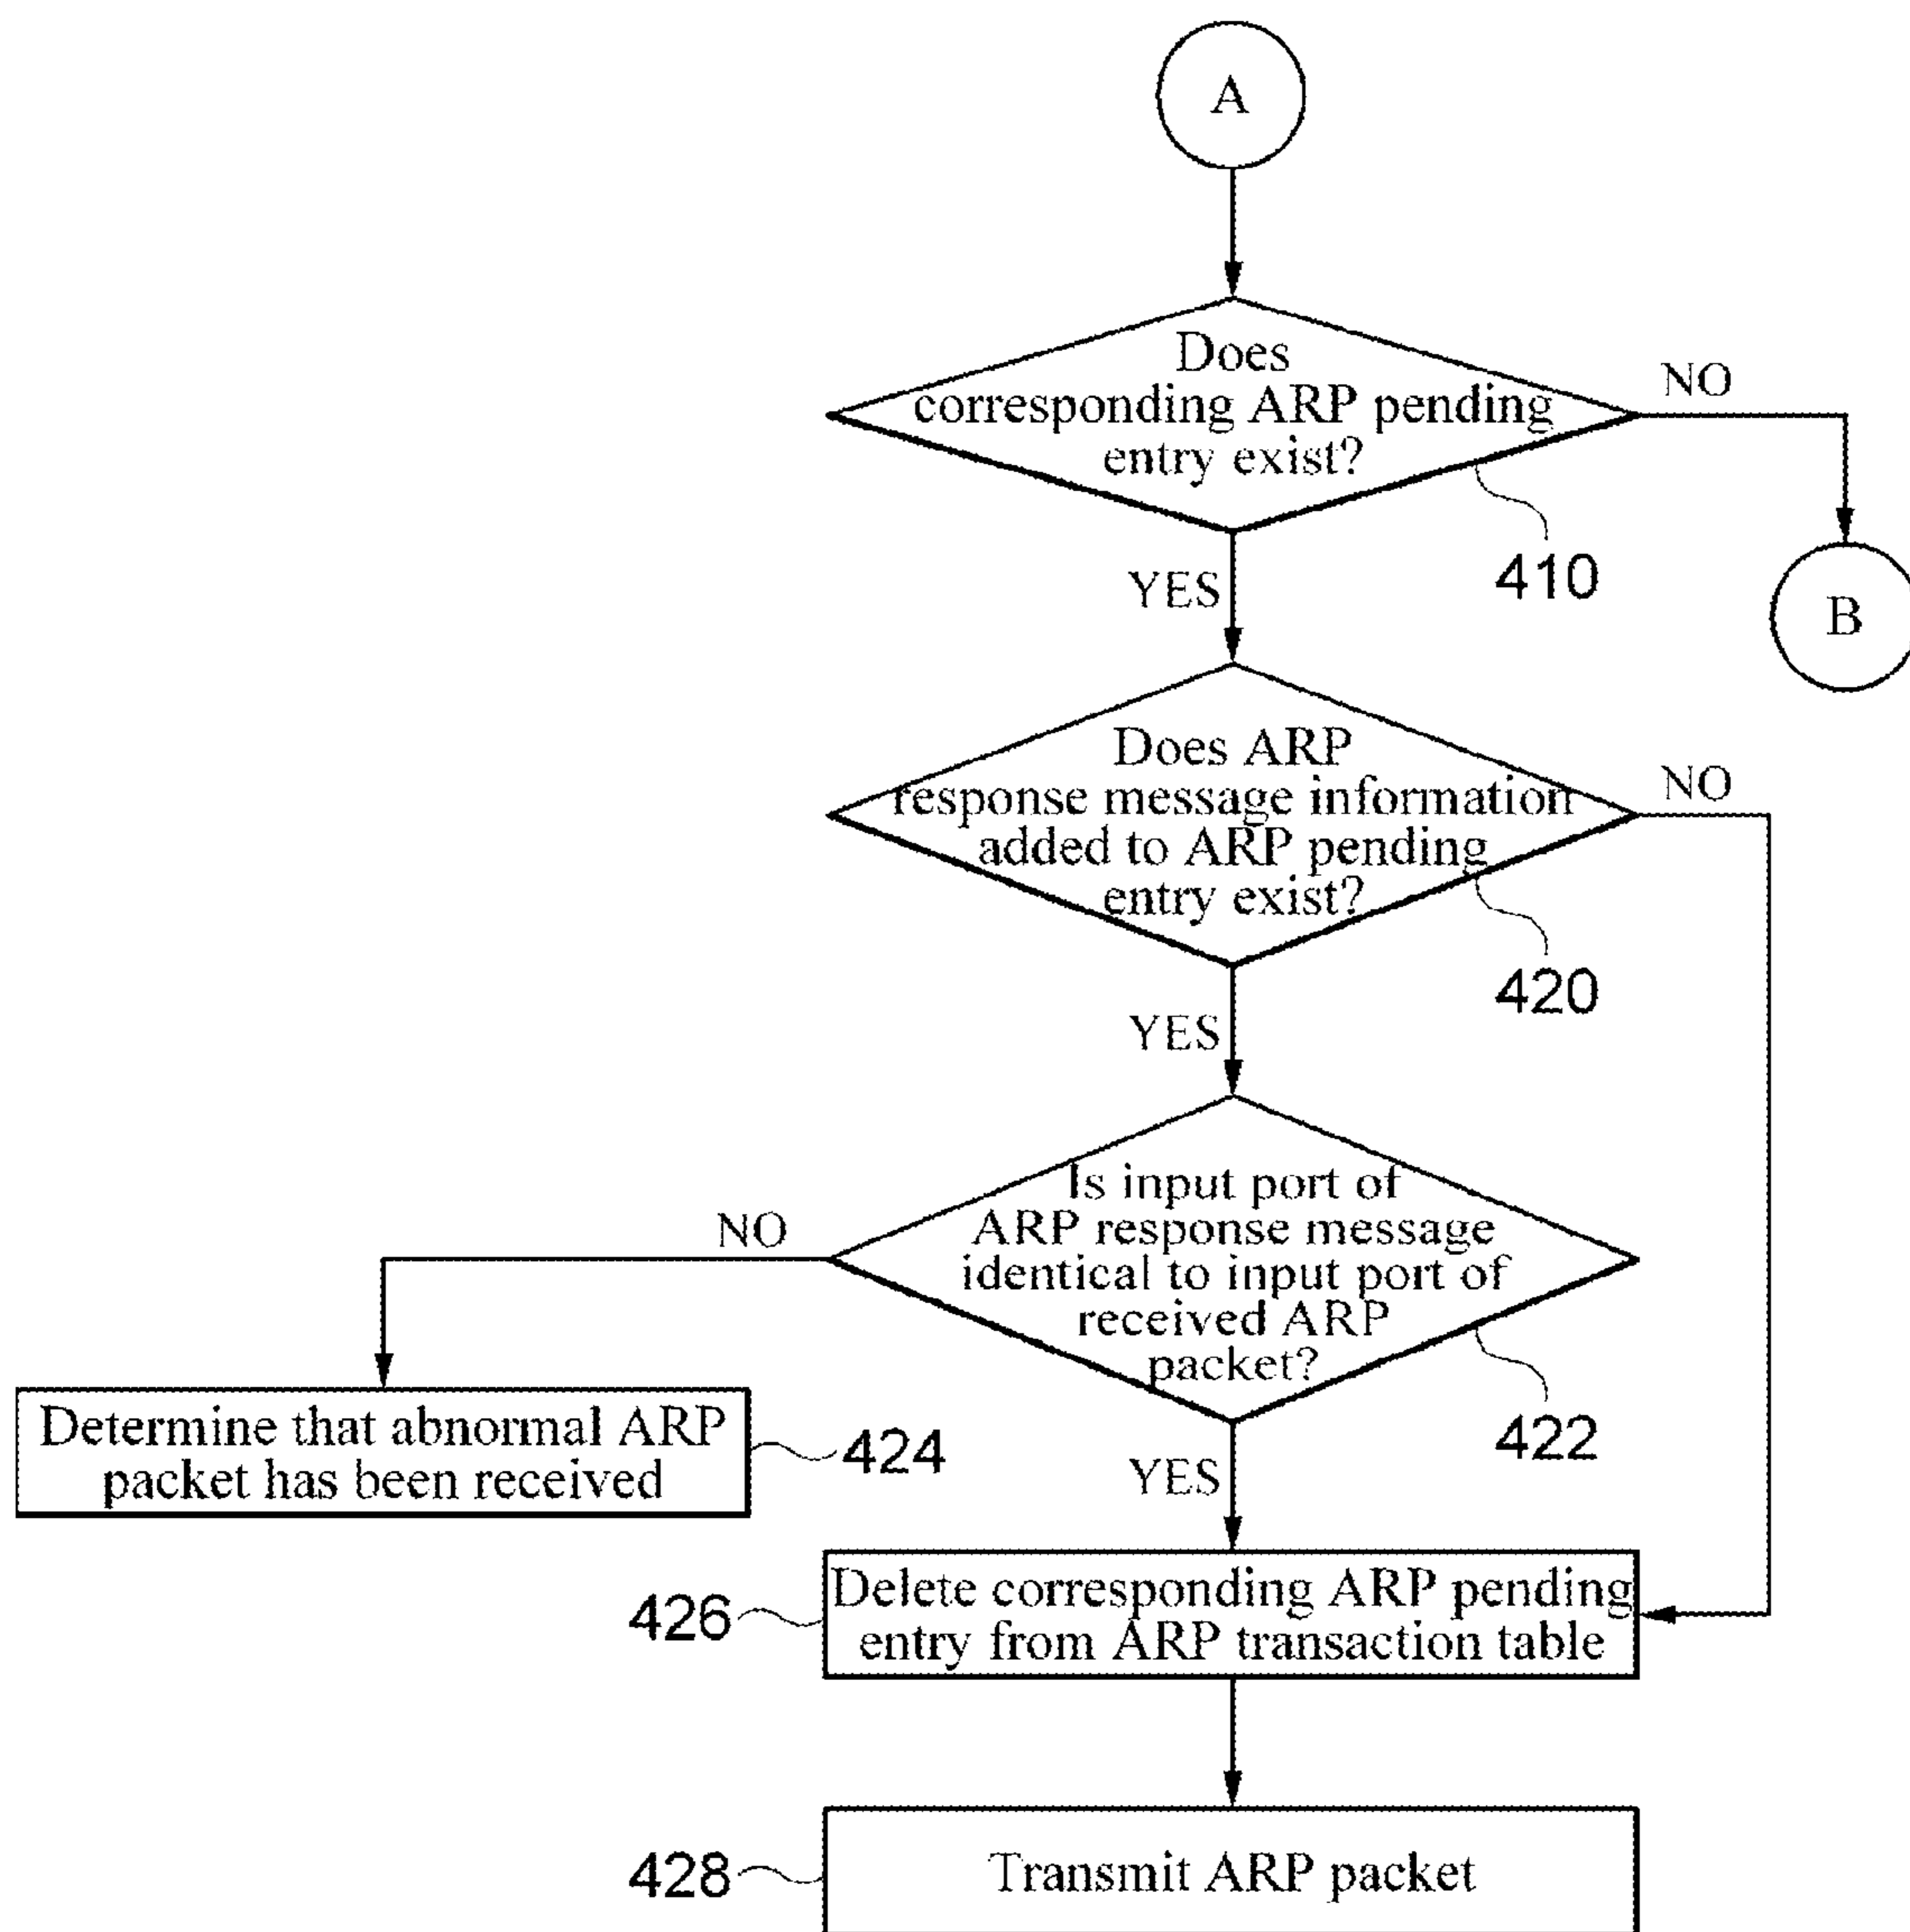 A
Does
corresponding ARP pending
entry exist?
NO
410
YES
B
Does ARP
response message information
added to ARP pending
entry exist?
NO
420
YES
Is input port of
ARP response message
identical to input port of
received ARP
packet?
NO
422
Determine that abnormal ARP
packet has been received
424
YES
Delete corresponding ARP pending
entry from ARP transaction table
426
Transmit ARP packet
428